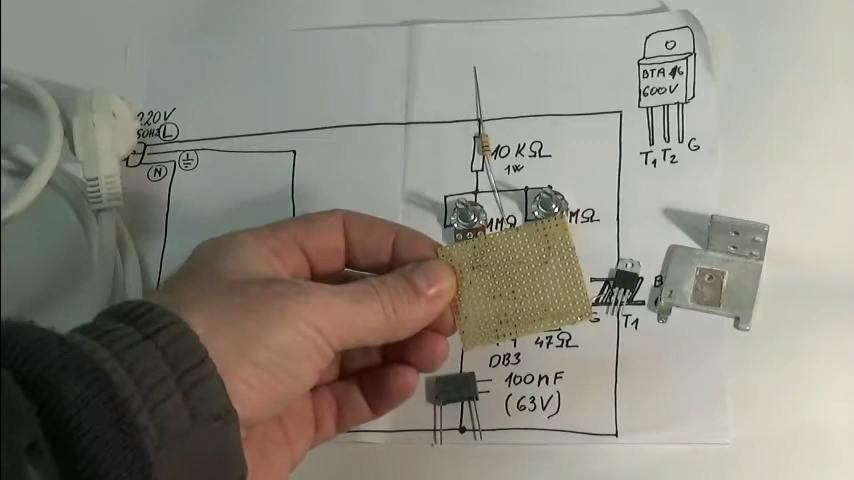 220V
50Hz L
N
10 KΩ
1W
1MΩ
MΩ
BTA 16
600V
T1 T2 G
B
G T1
47Ω
DB3
100nF
(63V)